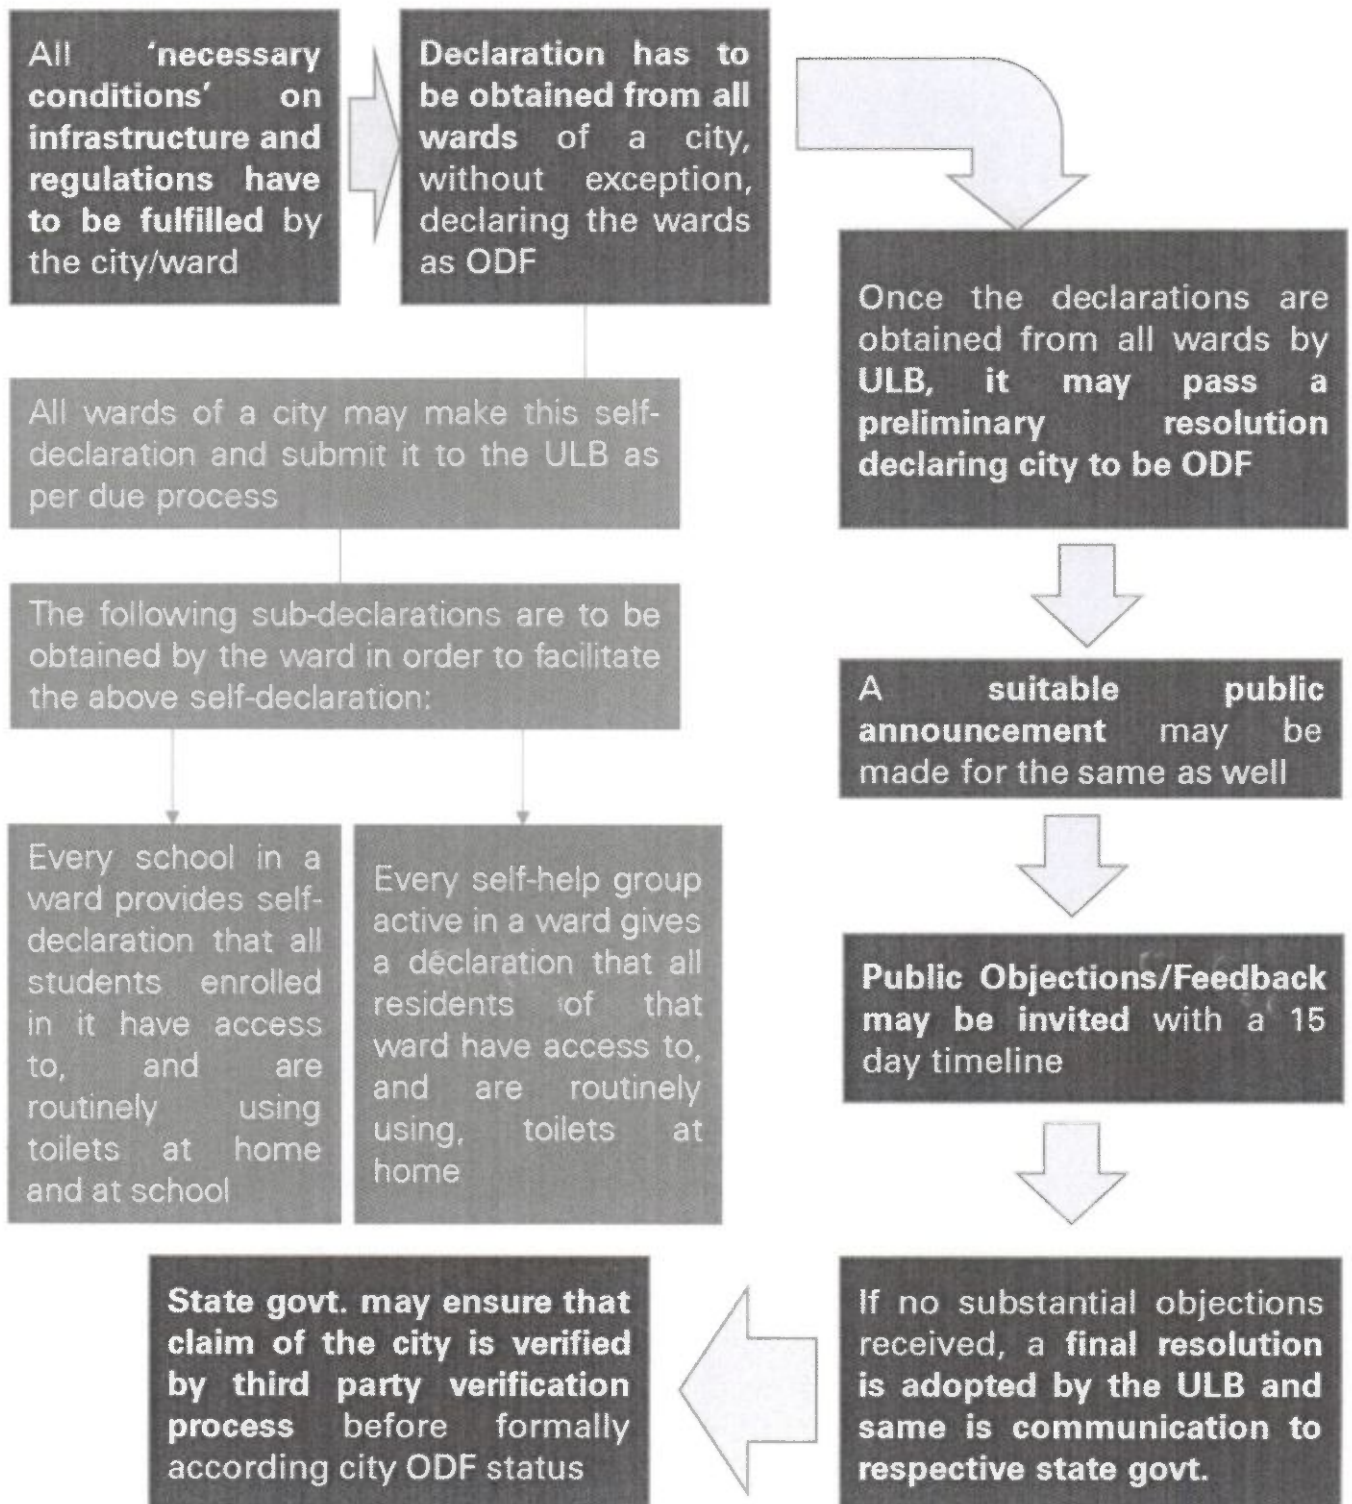 All 'necessary
conditions' on
infrastructure and
regulations have
to be fulfilled by
the city/ward
Declaration has to
be obtained from all
wards of a city,
without exception,
declaring the wards
as ODF
All wards of a city may make this self-
declaration and submit it to the ULB as
per due process
The following sub-declarations are to be
obtained by the ward in order to facilitate
the above self-declaration:
Every school in a
ward provides self-
declaration that all
students enrolled
in it have access
to, and are
routinely using
toilets at home
and at school
Every self-help group
active in a ward gives
a declaration that all
residents of that
ward have access to,
and are routinely
using, toilets at
home
Once the declarations are
obtained from all wards by
ULB, it may pass a
preliminary resolution
declaring city to be ODF
A suitable public
announcement may be
made for the same as well
Public Objections/Feedback
may be invited with a 15
day timeline
If no substantial objections
received, a final resolution
is adopted by the ULB and
same is communication to
respective state govt.
State govt. may ensure that
claim of the city is verified
by third party verification
process before formally
according city ODF status